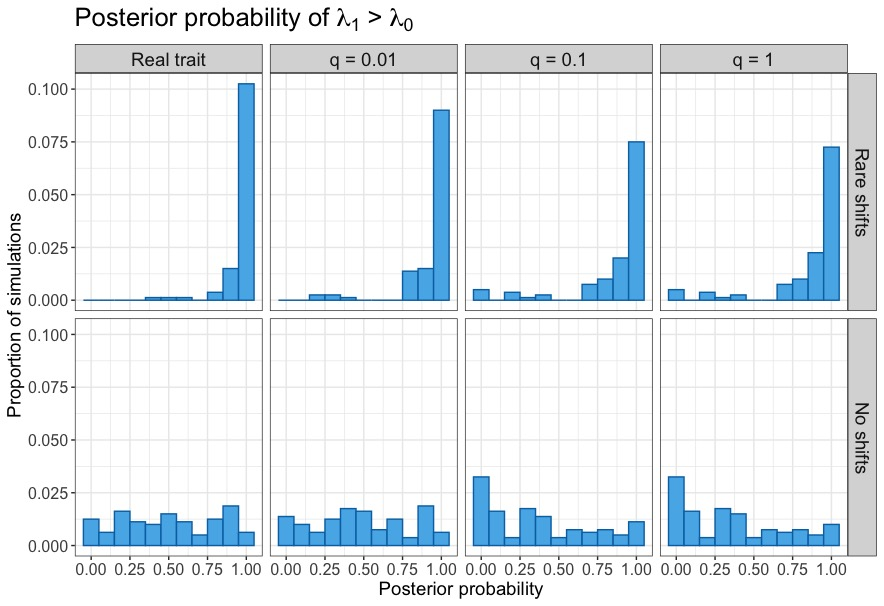 Posterior probability of λ₁ > λ₀
Real trait
q = 0.01
q = 0.1
q = 1
Proportion of simulations
0.100
0.075
0.050
0.025
0.000
Rare shifts
0.100
0.075
0.050
0.025
0.000
No shifts
0.00 0.25 0.50 0.75 1.00
0.00 0.25 0.50 0.75 1.00
0.00 0.25 0.50 0.75 1.00
0.00 0.25 0.50 0.75 1.00
Posterior probability